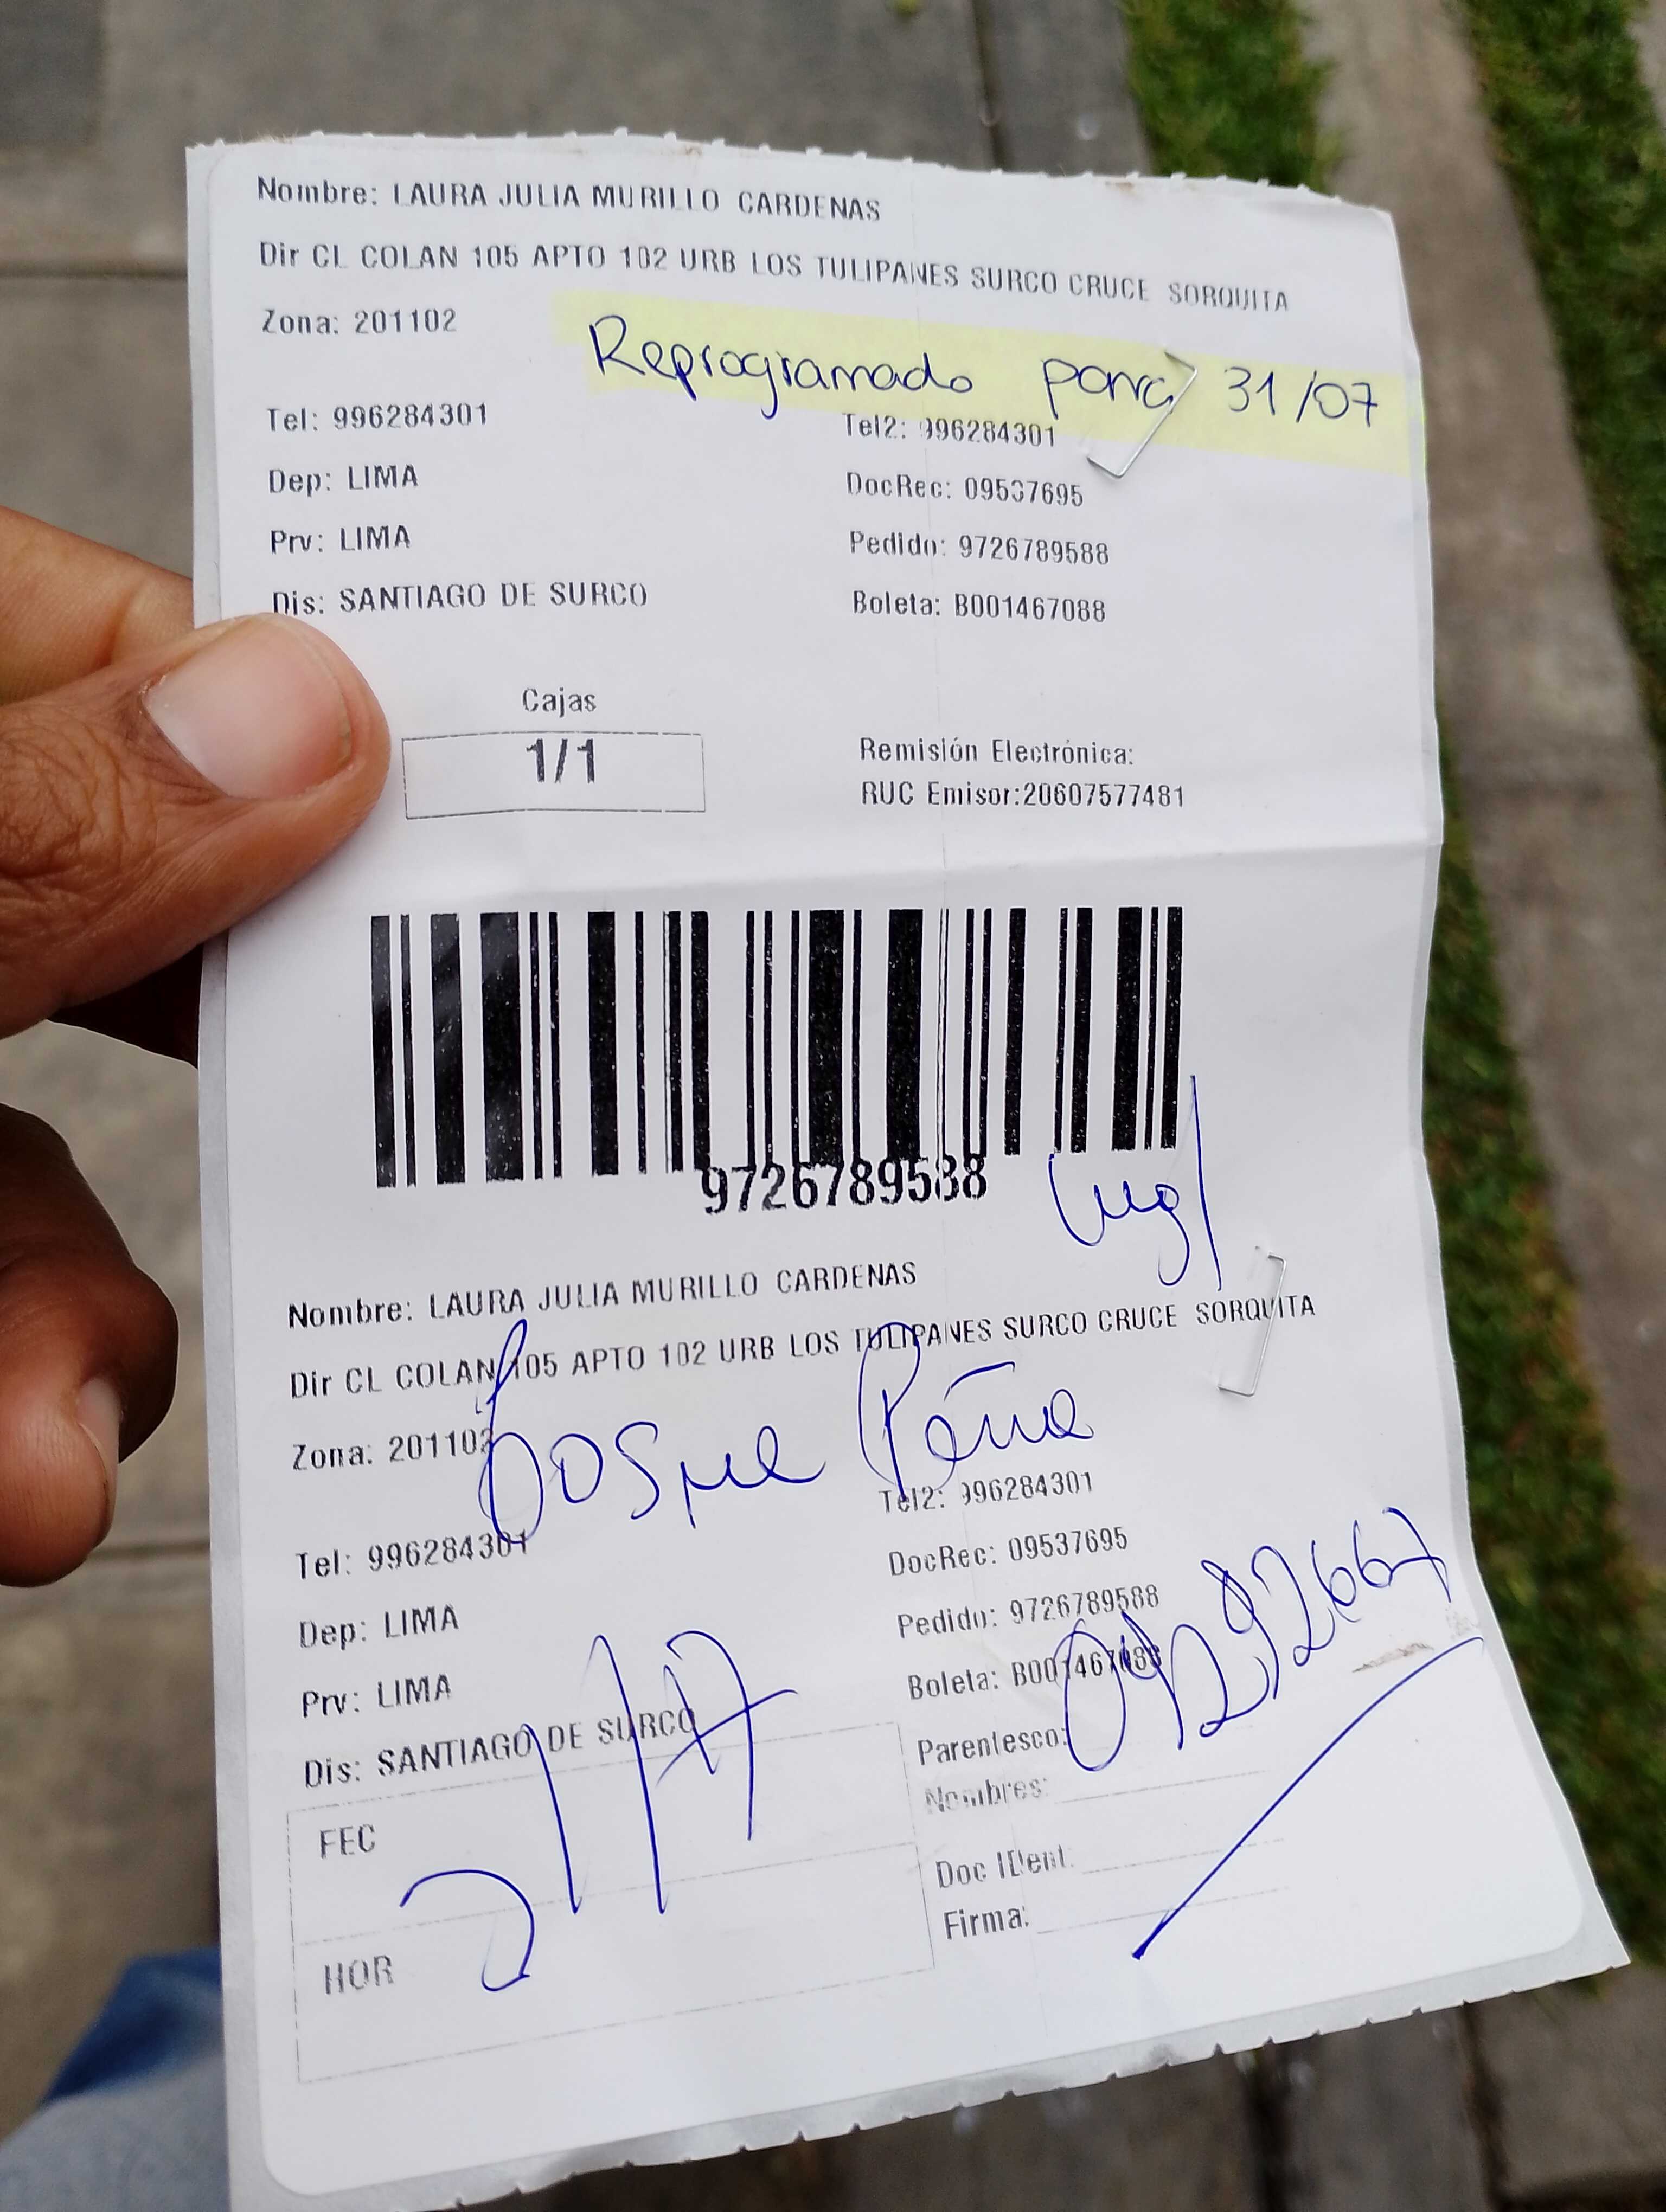 Nombre: LAURA JULIA MURILLO CARDENAS
Dir CL COLAN 105 APTO 102 URB LOS TULIPANES SURCO CRUCE SORQUITA
Zona: 201102
Reprogramado para 31/07
Tel: 996284301
Tel2: 996284301
Dep: LIMA
DocRec: 09537695
Prv: LIMA
Pedido: 9726789588
Dis: SANTIAGO DE SURCO
Boleta: B001467088
Cajas
1/1
Remisión Electrónica:
RUC Emisor:20607577481
9726789588
Nombre: LAURA JULIA MURILLO CARDENAS
Dir CL COLAN 105 APTO 102 URB LOS TULIPANES SURCO CRUCE SORQUITA
Zona: 201102
Peña
Tel2: 996284301
Tel: 996284301
DocRec: 09537695
Dep: LIMA
Pedido: 9726789588
Prv: LIMA
Boleta: B001467088
Dis: SANTIAGO DE SURCO
Parentesco:
Nombres:
FEC
Doc IDent:
Firma:
HOR